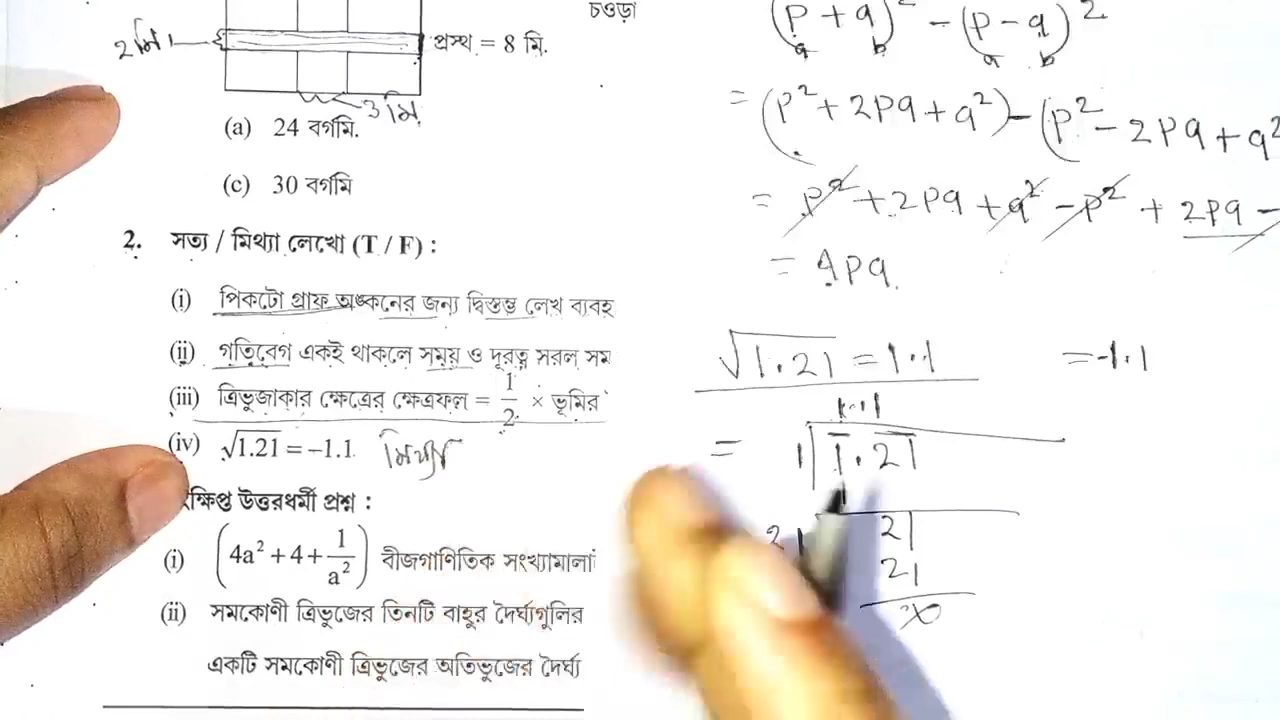 2 মি
প্রস্থ = 8 মি.
3 মি
(a) 24 বর্গমি.
(c) 30 বর্গমি
2. সত্য / মিথ্যা লেখো (T / F) :
(i) পিকটো গ্রাফ অঙ্কনের জন্য দ্বিস্তম্ভ লেখ ব্যবহ
(ii) গতিবেগ একই থাকলে সময় ও দূরত্ব সরল সম
(iii) ত্রিভুজাকার ক্ষেত্রের ক্ষেত্রফল = 1/2 × ভূমির
(iv) √1.21 = –1.1 মিথ্যা
ক্ষিপ্ত উত্তরধর্মী প্রশ্ন :
(i) (4a² + 4 + 1/a²) বীজগাণিতিক সংখ্যামালা
(ii) সমকোণী ত্রিভুজের তিনটি বাহুর দৈর্ঘ্যগুলির
একটি সমকোণী ত্রিভুজের অতিভুজের দৈর্ঘ্য
চওড়া
(p + q)² – (p – q)²
a b a b
= (p² + 2pq + q²) – (p² – 2pq + q²
= p² + 2pq + q² – p² + 2pq –
= 4pq
√1.21 = 1.1 = –1.1
1.1
= 1 1.21
1
21 21
21
x